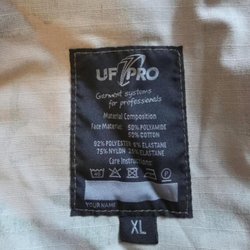 UF PRO
Garment systems
for professionals
Material Composition
Face Material: 50% POLYAMIDE
50% COTTON
92% POLYESTER 8% ELASTANE
75% NYLON 25% ELASTANE
Care Instructions:
YOUR NAME
XL